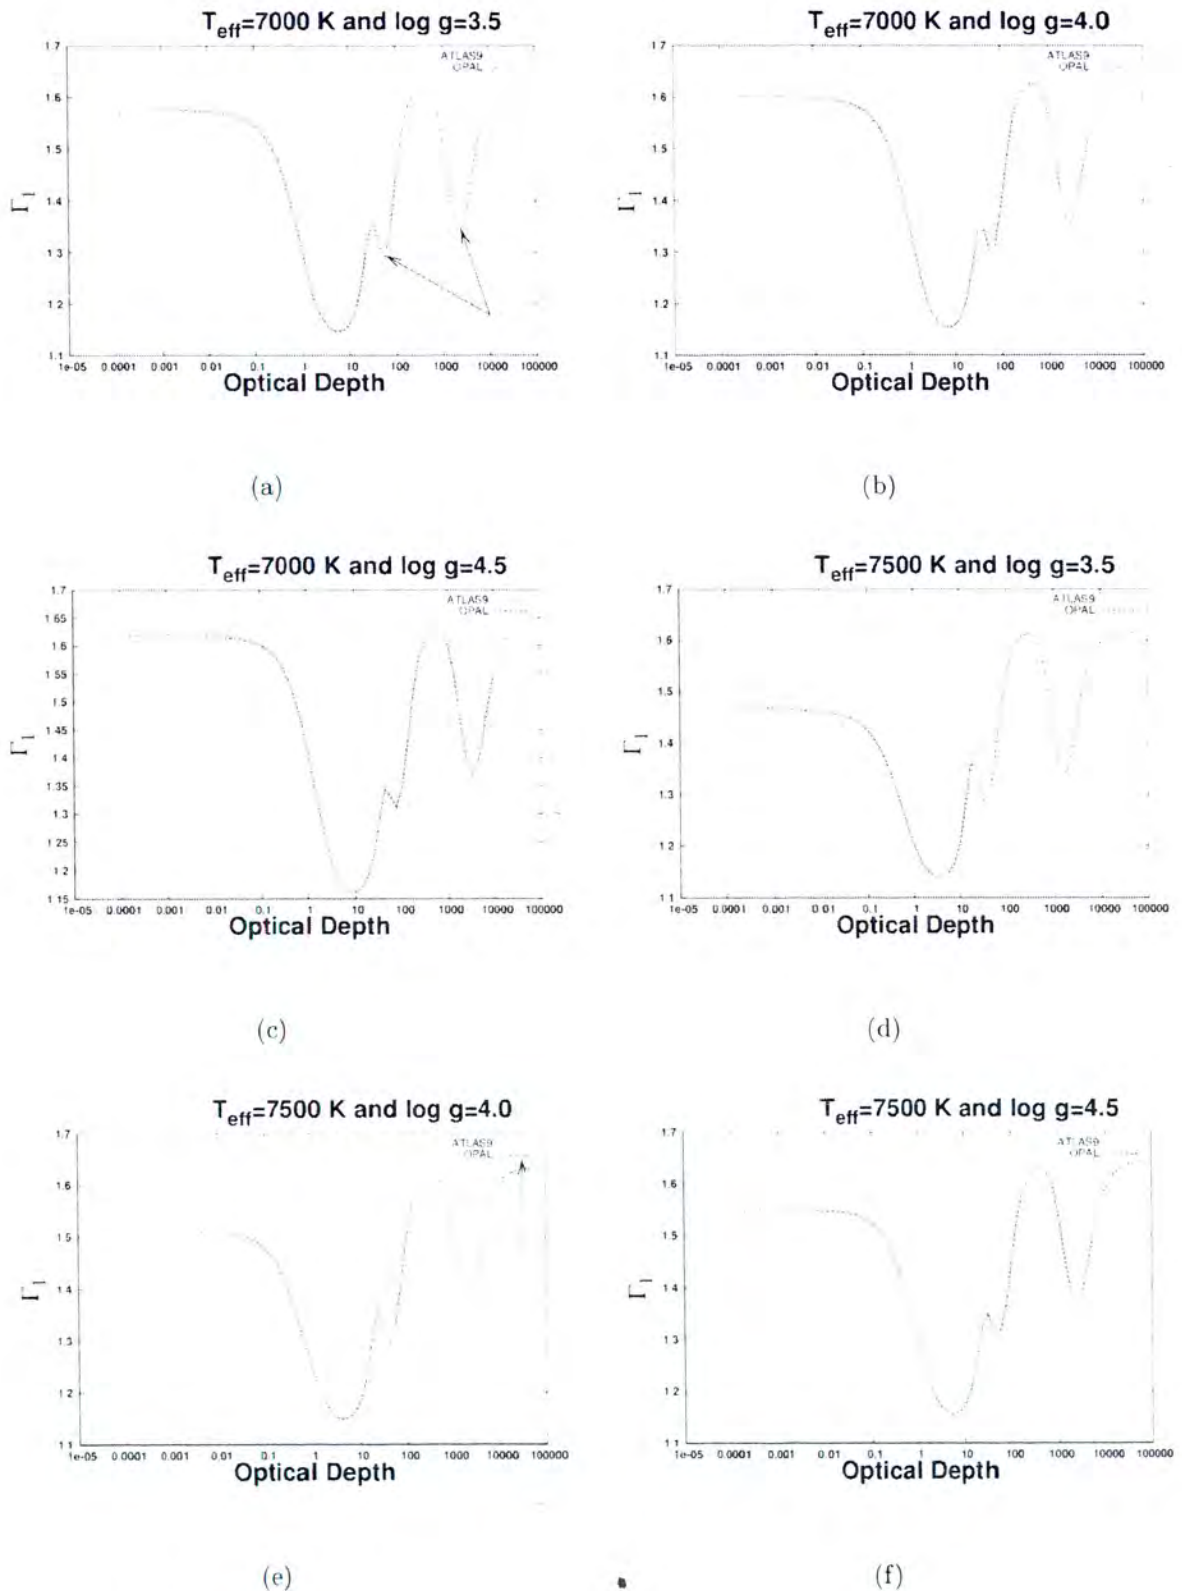 T_eff=7000 K and log g=3.5
1.7
1.6
1.5
1.4
1.3
1.2
1.1
Γ_1
ATLAS9
OPAL
1e-05 0.0001 0.001 0.01 0.1 1 10 100 1000 10000 100000
Optical Depth
(a)
T_eff=7000 K and log g=4.0
1.7
1.6
1.5
1.4
1.3
1.2
1.1
Γ_1
ATLAS9
OPAL
1e-05 0.0001 0.001 0.01 0.1 1 10 100 1000 10000 100000
Optical Depth
(b)
T_eff=7000 K and log g=4.5
1.7
1.65
1.6
1.55
1.5
1.45
1.4
1.35
1.3
1.25
1.2
1.15
Γ_1
ATLAS9
OPAL
1e-05 0.0001 0.001 0.01 0.1 1 10 100 1000 10000 100000
Optical Depth
(c)
T_eff=7500 K and log g=3.5
1.7
1.6
1.5
1.4
1.3
1.2
1.1
Γ_1
ATLAS9
OPAL
1e-05 0.0001 0.001 0.01 0.1 1 10 100 1000 10000 100000
Optical Depth
(d)
T_eff=7500 K and log g=4.0
1.7
1.6
1.5
1.4
1.3
1.2
1.1
Γ_1
ATLAS9
OPAL
1e-05 0.0001 0.001 0.01 0.1 1 10 100 1000 10000 100000
Optical Depth
(e)
T_eff=7500 K and log g=4.5
1.7
1.6
1.5
1.4
1.3
1.2
1.1
Γ_1
ATLAS9
OPAL
1e-05 0.0001 0.001 0.01 0.1 1 10 100 1000 10000 100000
Optical Depth
(f)